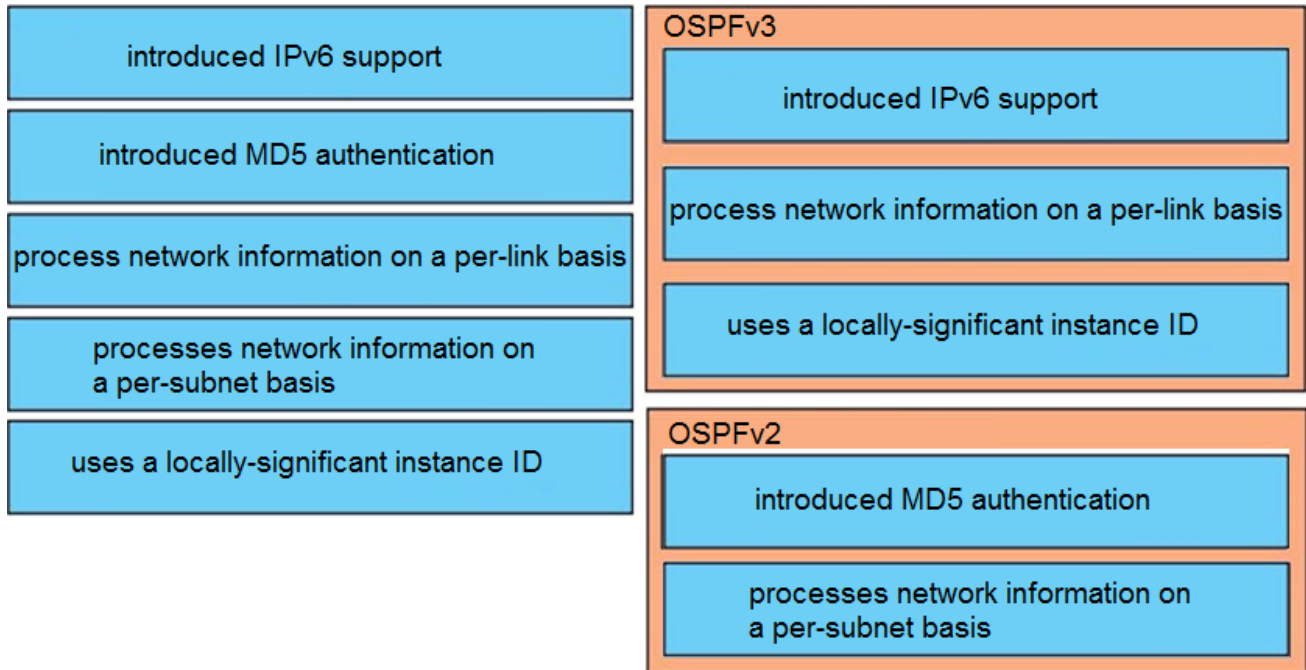 introduced IPv6 support
introduced MD5 authentication
process network information on a per-link basis
processes network information on
a per-subnet basis
uses a locally-significant instance ID
OSPFv3
introduced IPv6 support
process network information on a per-link basis
uses a locally-significant instance ID
OSPFv2
introduced MD5 authentication
processes network information on
a per-subnet basis